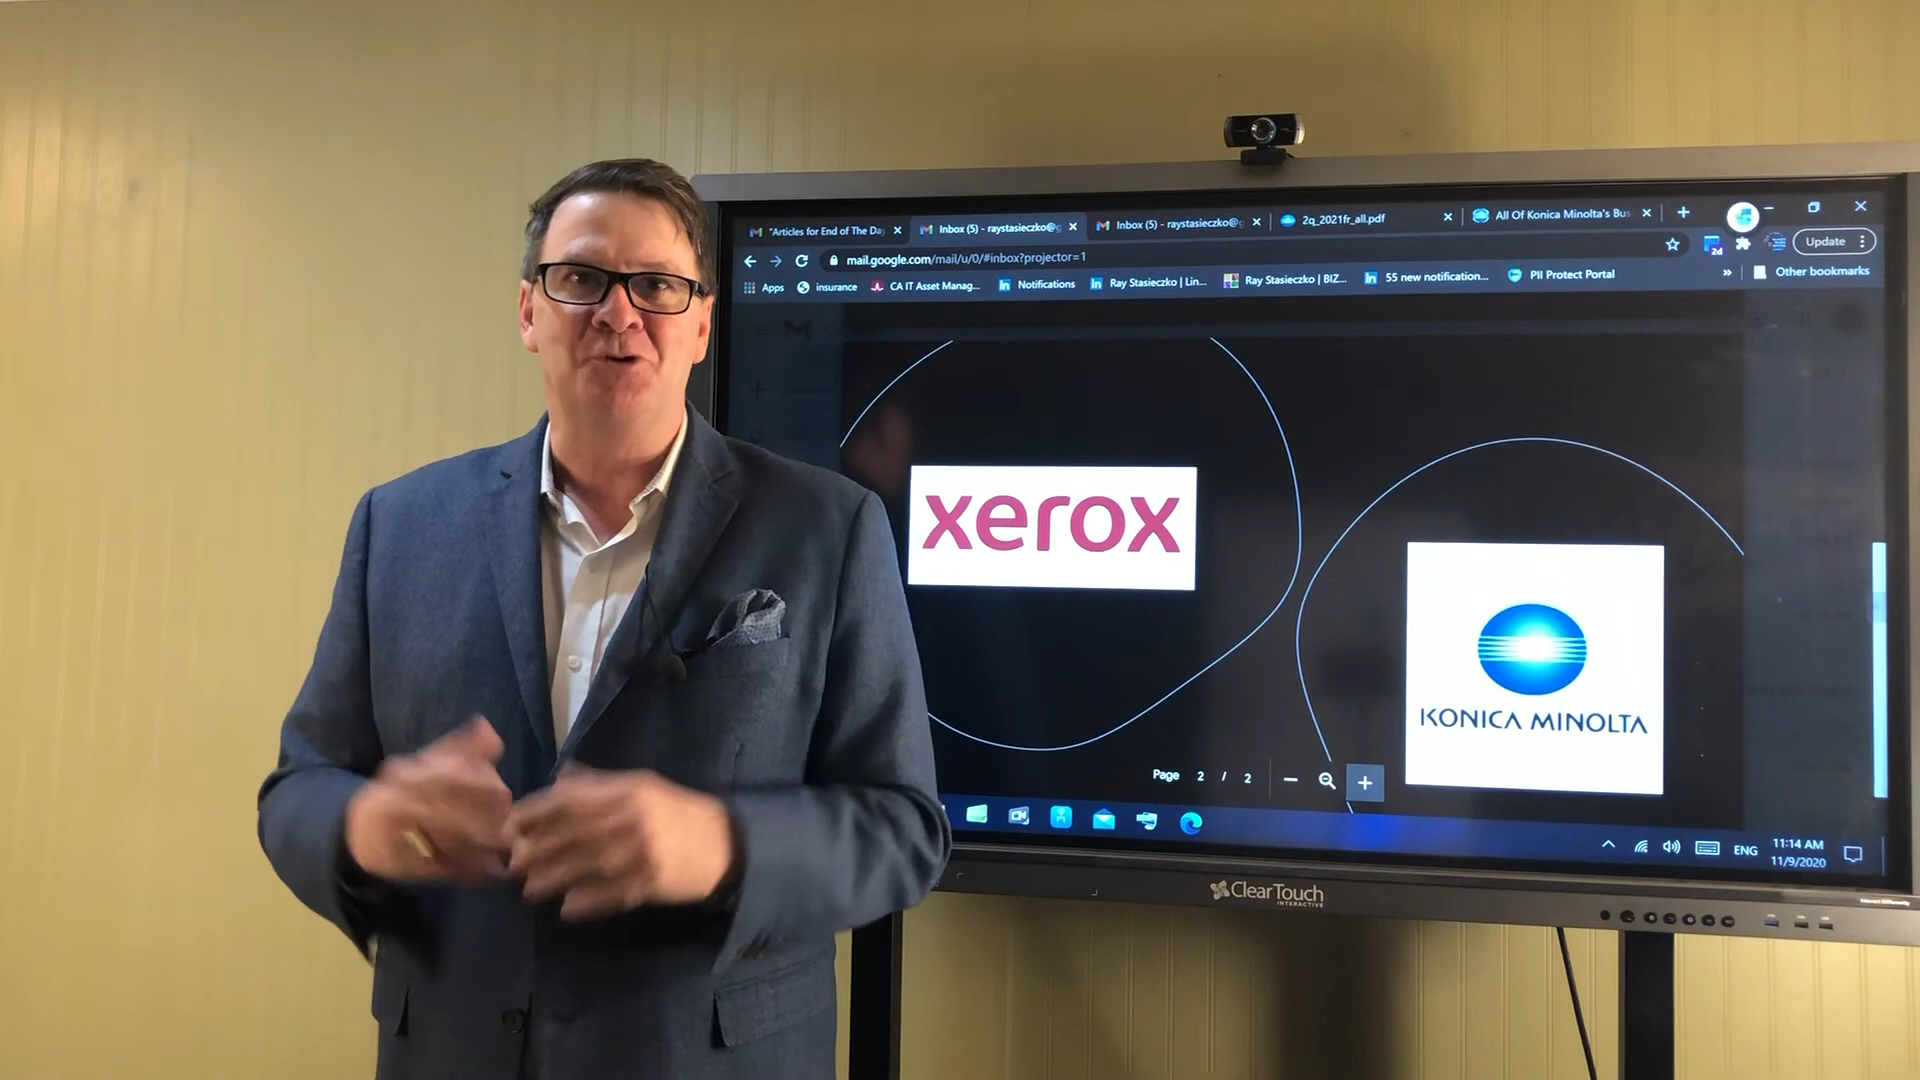 "Articles for End of The Da
Inbox (5) - raystasieczko@g
Inbox (5) - raystasieczko@g
2q_2021fr_all.pdf
All Of Konica Minolta's Bus
mail.google.com/mail/u/0/#inbox?projector=1
2d
Update
Apps
insurance
CA IT Asset Manag...
Notifications
Ray Stasieczko | Lin...
Ray Stasieczko | BIZ...
55 new notification...
PII Protect Portal
»
Other bookmarks
xerox
KONICA MINOLTA
Page 2 / 2
ENG
11:14 AM
11/9/2020
ClearTouch
INTERACTIVE